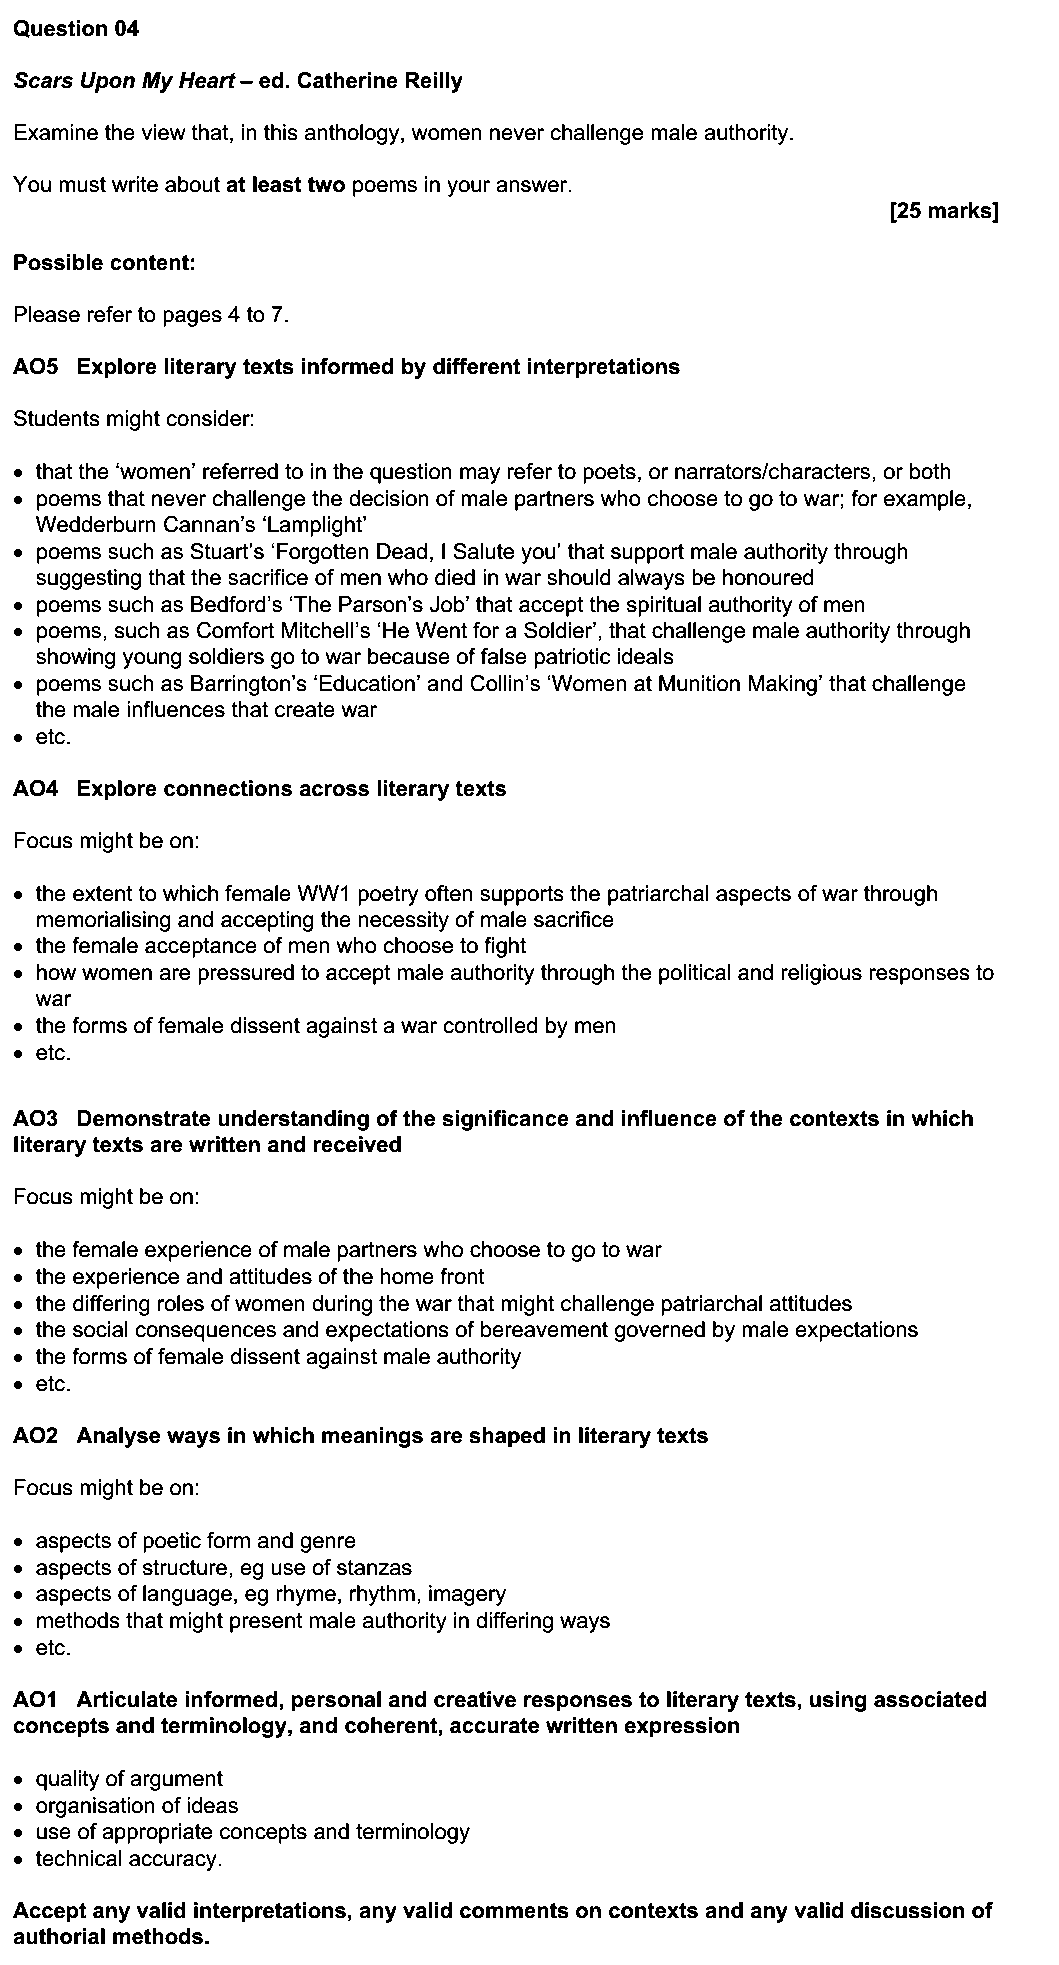 Question 04
Scars Upon My Heart – ed. Catherine Reilly
Examine the view that, in this anthology, women never challenge male authority.
You must write about at least two poems in your answer.
[25 marks]
Possible content:
Please refer to pages 4 to 7.
AO5 Explore literary texts informed by different interpretations
Students might consider:
• that the ‘women’ referred to in the question may refer to poets, or narrators/characters, or both
• poems that never challenge the decision of male partners who choose to go to war; for example,
Wedderburn Cannan’s ‘Lamplight’
• poems such as Stuart’s ‘Forgotten Dead, I Salute you’ that support male authority through
suggesting that the sacrifice of men who died in war should always be honoured
• poems such as Bedford’s ‘The Parson’s Job’ that accept the spiritual authority of men
• poems, such as Comfort Mitchell’s ‘He Went for a Soldier’, that challenge male authority through
showing young soldiers go to war because of false patriotic ideals
• poems such as Barrington’s ‘Education’ and Collin’s ‘Women at Munition Making’ that challenge
the male influences that create war
• etc.
AO4 Explore connections across literary texts
Focus might be on:
• the extent to which female WW1 poetry often supports the patriarchal aspects of war through
memorialising and accepting the necessity of male sacrifice
• the female acceptance of men who choose to fight
• how women are pressured to accept male authority through the political and religious responses to
war
• the forms of female dissent against a war controlled by men
• etc.
AO3 Demonstrate understanding of the significance and influence of the contexts in which
literary texts are written and received
Focus might be on:
• the female experience of male partners who choose to go to war
• the experience and attitudes of the home front
• the differing roles of women during the war that might challenge patriarchal attitudes
• the social consequences and expectations of bereavement governed by male expectations
• the forms of female dissent against male authority
• etc.
AO2 Analyse ways in which meanings are shaped in literary texts
Focus might be on:
• aspects of poetic form and genre
• aspects of structure, eg use of stanzas
• aspects of language, eg rhyme, rhythm, imagery
• methods that might present male authority in differing ways
• etc.
AO1 Articulate informed, personal and creative responses to literary texts, using associated
concepts and terminology, and coherent, accurate written expression
• quality of argument
• organisation of ideas
• use of appropriate concepts and terminology
• technical accuracy.
Accept any valid interpretations, any valid comments on contexts and any valid discussion of
authorial methods.